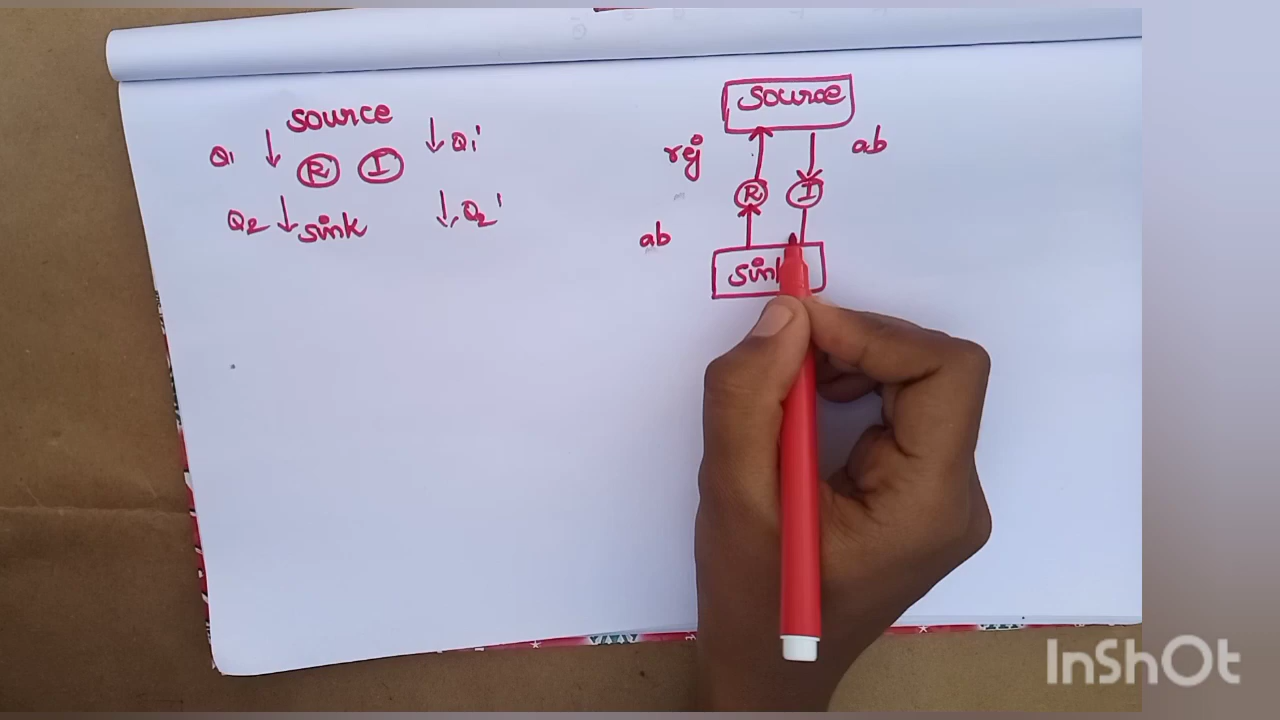 source
Q1 ↓ R I ↓ Q1'
Q2 ↓ sink ↓ Q2'
source
rej ab
R I
ab
sink
InShOt